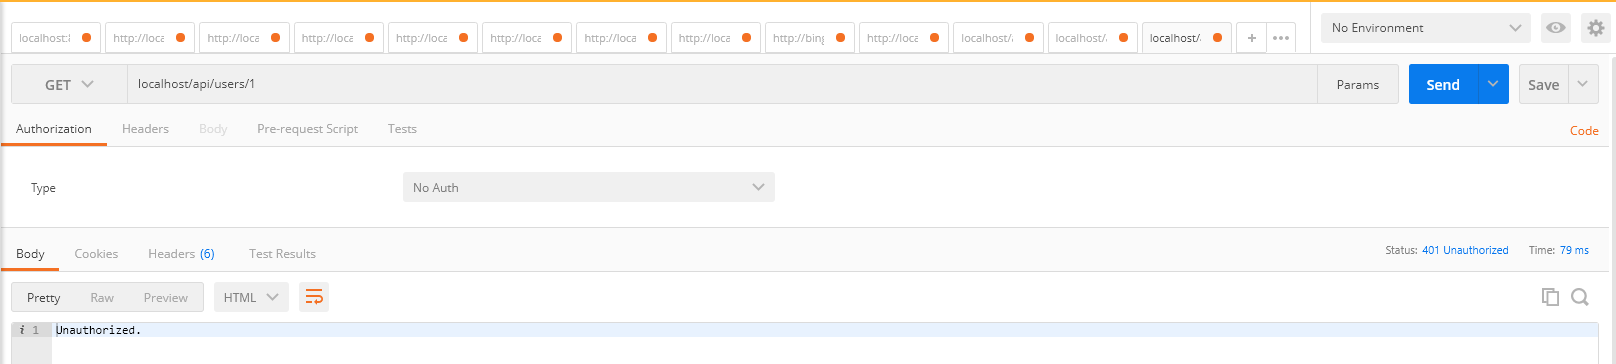 localhost:l http://loca http://loca http://loca http://loca http://loca http://loca http://loca http://bing http://loca localhost/a localhost/a localhost/a + No Environment
GET localhost/api/users/1 Params Send Save
Authorization Headers Body Pre-request Script Tests Code
Type No Auth
Body Cookies Headers (6) Test Results Status: 401 Unauthorized Time: 79 ms
Pretty Raw Preview HTML
i 1 Unauthorized.